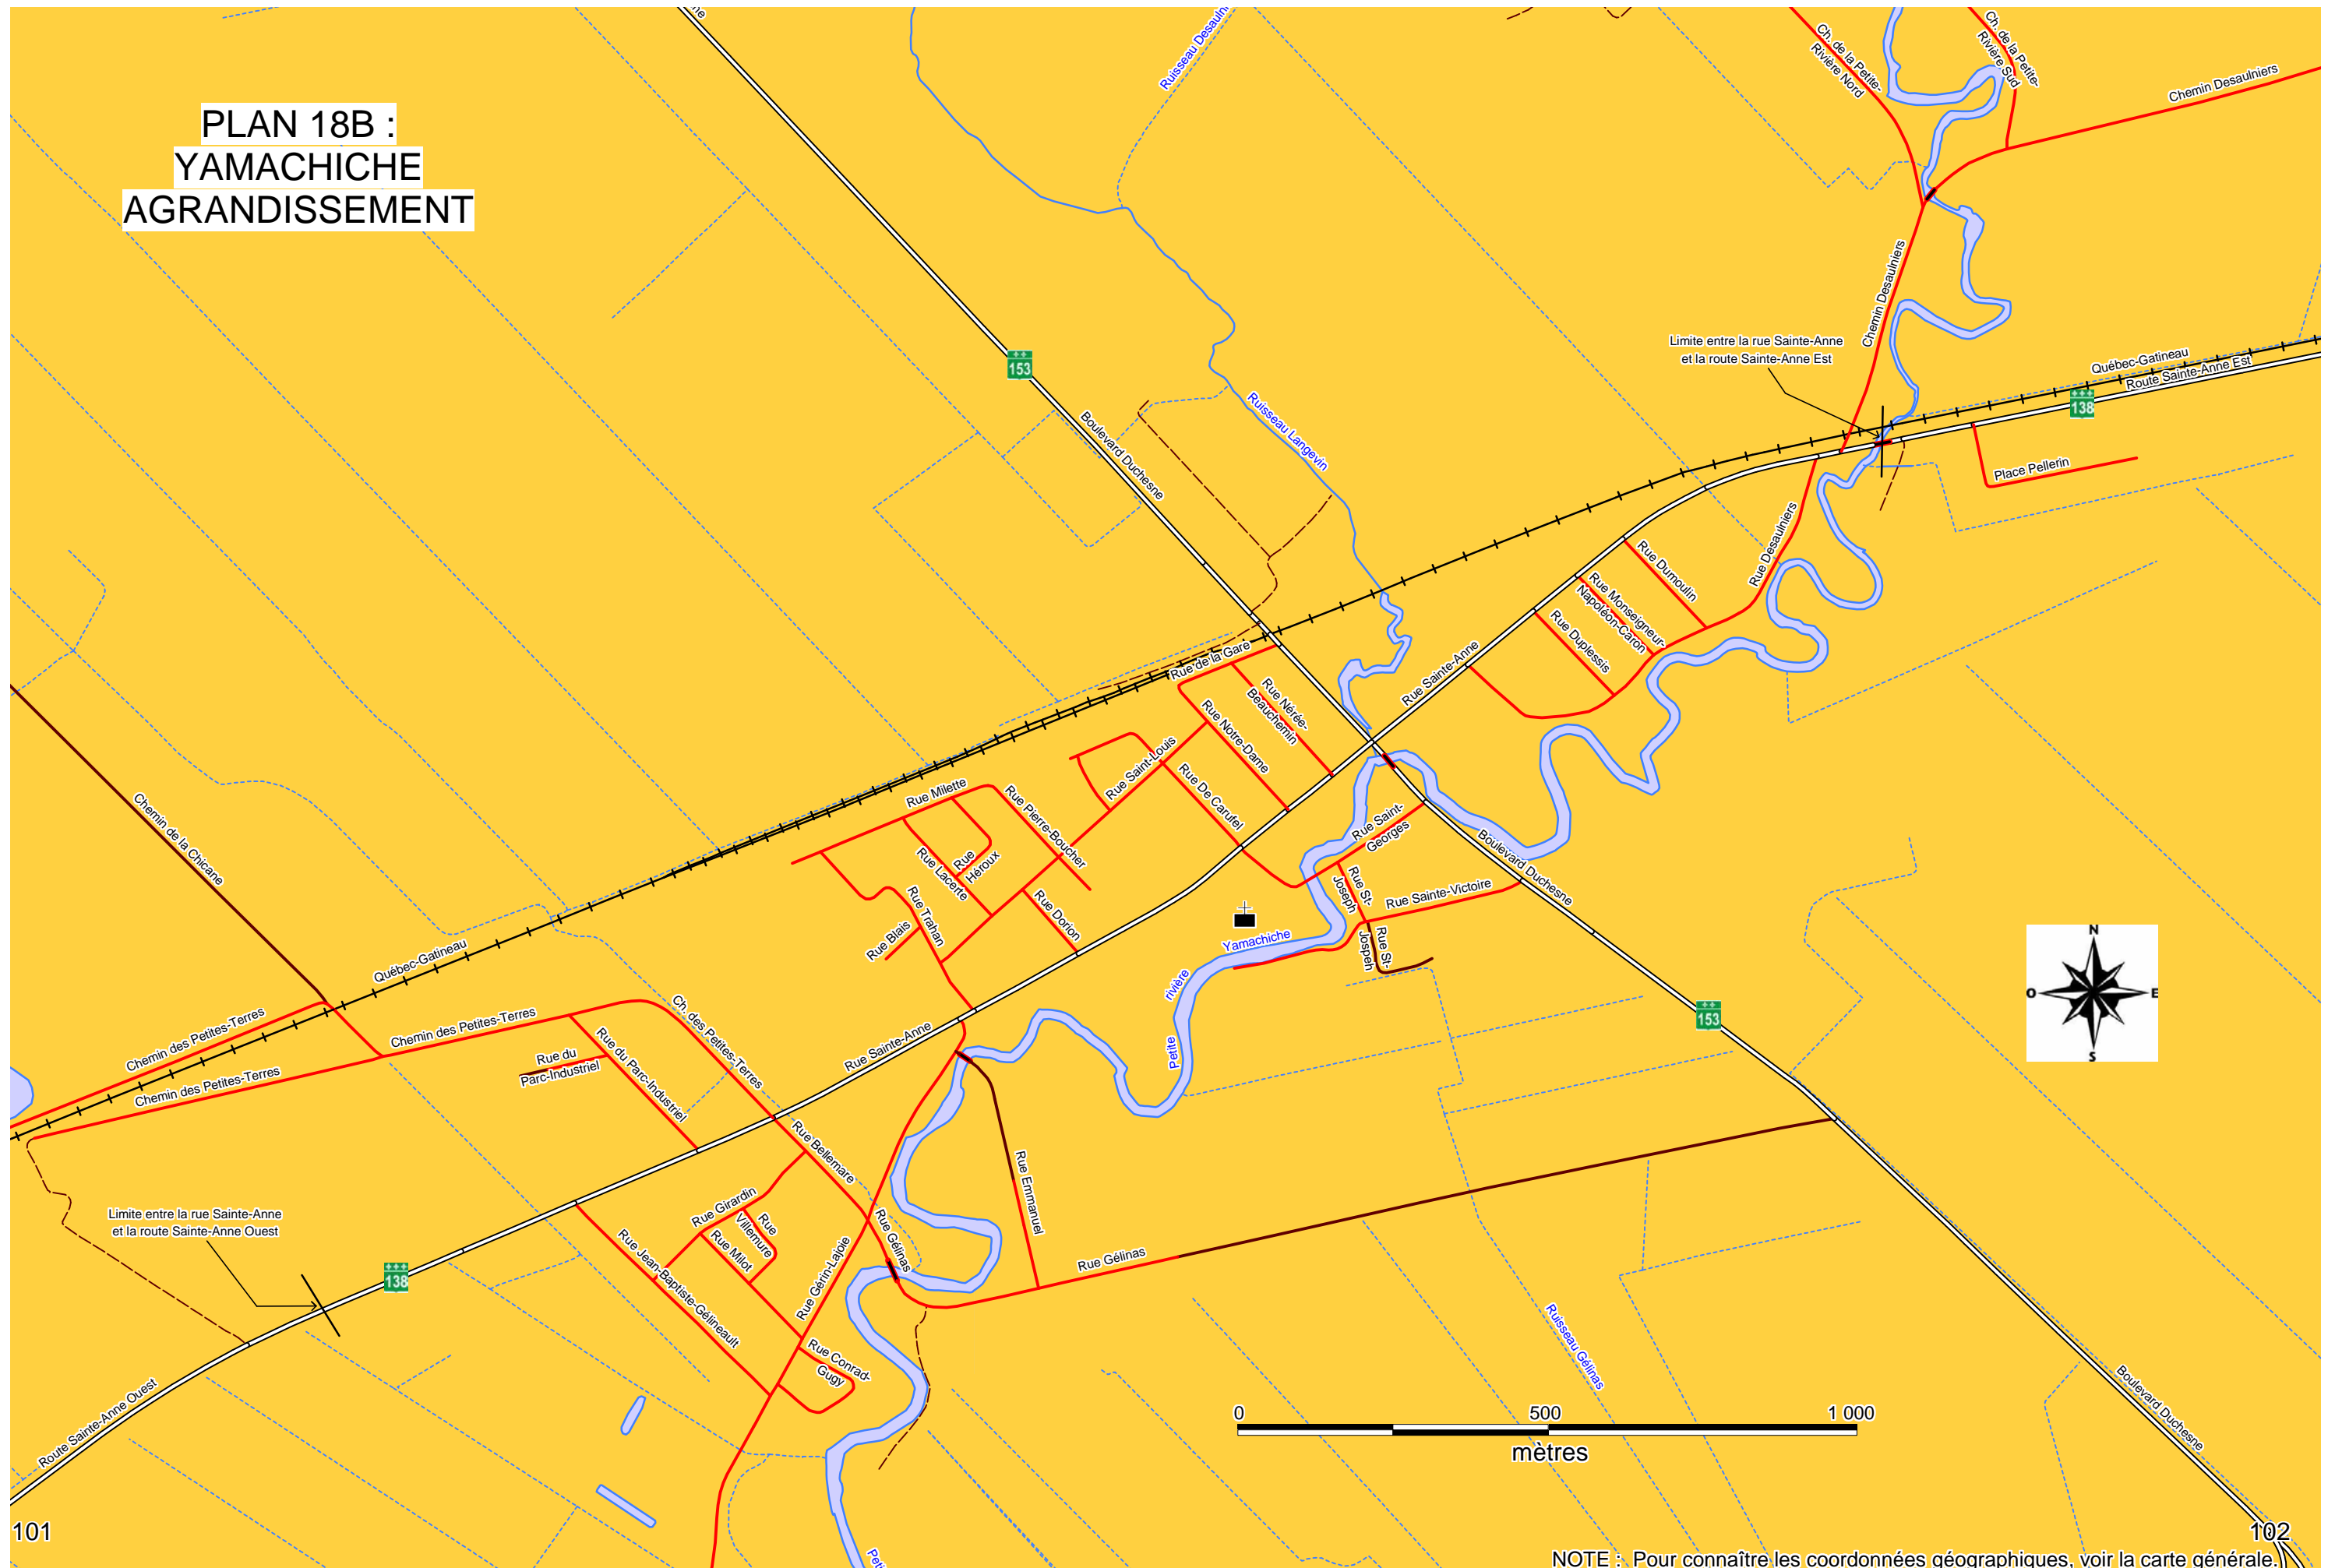 PLAN 18B :
YAMACHICHE
AGRANDISSEMENT
Ruisseau
Ch. de la Petite-
Rivière Nord
Ch. de la Petite-
Rivière Sud
Chemin Desaulniers
Chemin Desaulniers
Limite entre la rue Sainte-Anne
et la route Sainte-Anne Est
Québec-Gatineau
Route Sainte-Anne Est
138
153
Boulevard Duchesne
Ruisseau Langevin
Place Pellerin
Rue Desaulniers
Rue Dumoulin
Rue Monseigneur-
Napoléon-Caron
Rue Duplessis
Rue Sainte-Anne
Rue de la Gare
Rue Nérée-
Beauchemin
Rue Notre-Dame
Rue Saint-Louis
Rue De Carufel
Rue Milette
Rue Pierre-Boucher
Rue
Héroux
Rue Lacerte
Rue Trahan
Rue Blais
Rue Dorion
Rue Saint-
Georges
Rue St-
Joseph
Rue Sainte-Victoire
Rue St-
Jospeh
Boulevard Duchesne
Chemin de la Chicane
Québec-Gatineau
Petite
rivière
Yamachiche
N
O
E
S
153
Chemin des Petites-Terres
Chemin des Petites-Terres
Chemin des Petites-Terres
Ch. des Petites-Terres
Rue du
Parc-Industriel
Rue du Parc-Industriel
Rue Sainte-Anne
Rue Bellemare
Rue Emmanuel
Limite entre la rue Sainte-Anne
et la route Sainte-Anne Ouest
138
Rue Girardin
Rue
Villemure
Rue Milot
Rue Jean-Baptiste-Gélineault
Rue Gérin-Lajoie
Rue Gélinas
Rue Gélinas
Rue Conrad-
Gugy
Ruisseau Gélinas
Route Sainte-Anne Ouest
Boulevard Duchesne
0
500
1 000
mètres
101
102
NOTE : Pour connaître les coordonnées géographiques, voir la carte générale.